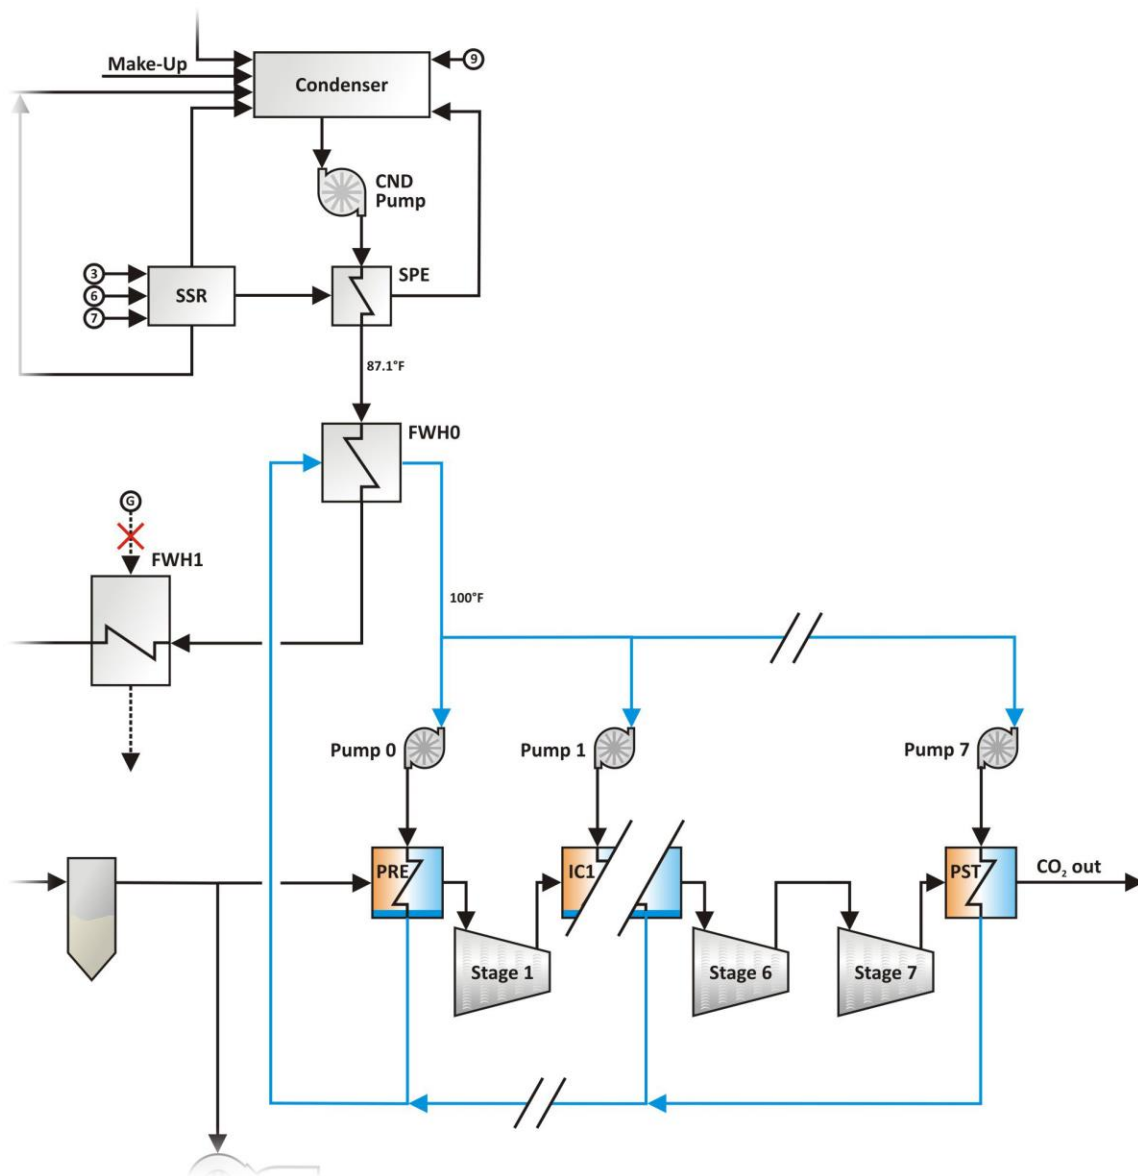 9
Make-Up
Condenser
CND
Pump
3
SSR
SPE
6
7
87.1°F
FWH0
G
FWH1
100°F
Pump 0
Pump 1
Pump 7
PRE
IC1
PST
CO₂ out
Stage 1
Stage 6
Stage 7